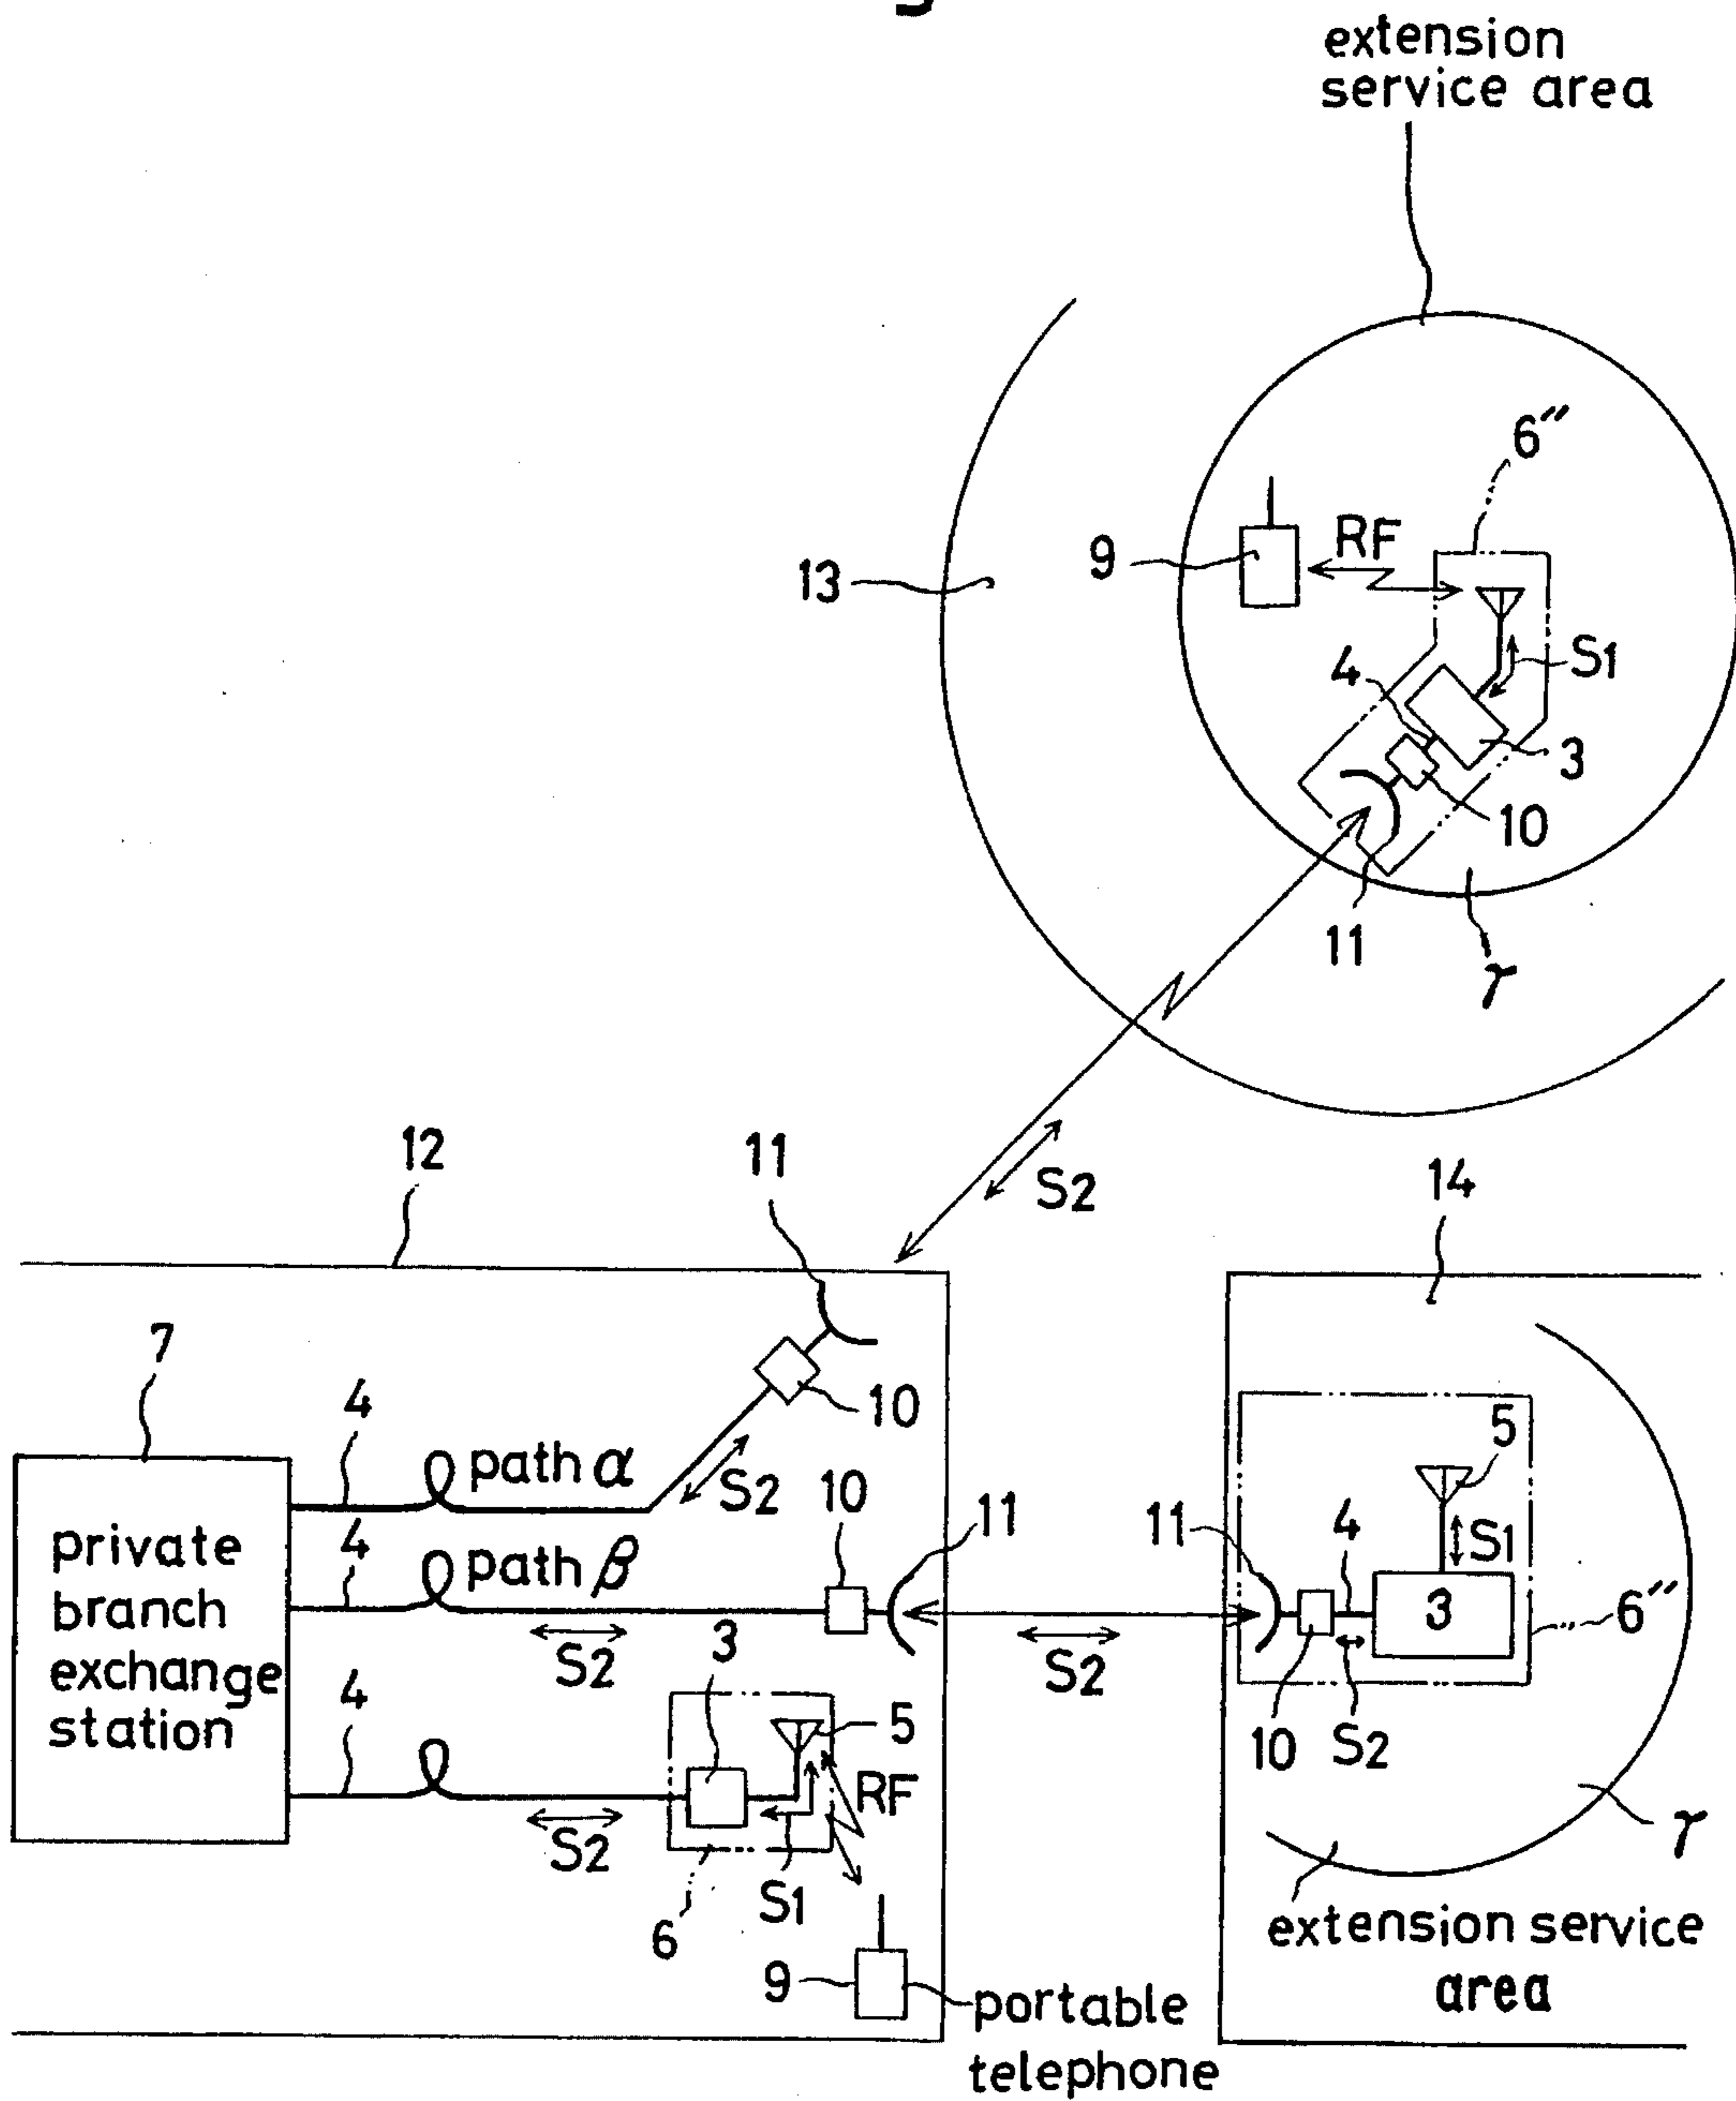 extension
service area
6″
9
RF
13
4
S1
3
10
11
γ
12
11
S2
14
7
4
path α
10
S2
10
11
11
4
5
S1
private
branch
exchange
station
4
path β
3
6″
S2
3
S2
10
S2
4
5
RF
γ
S2
S1
6
extension service
area
9
portable
telephone